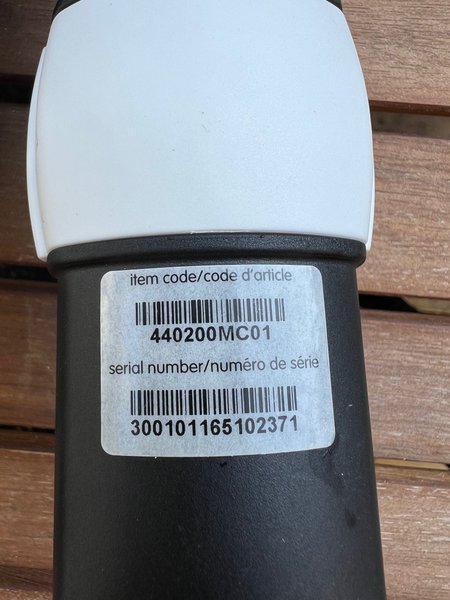 item code/code d'article
440200MC01
serial number/numéro de série
300101165102371